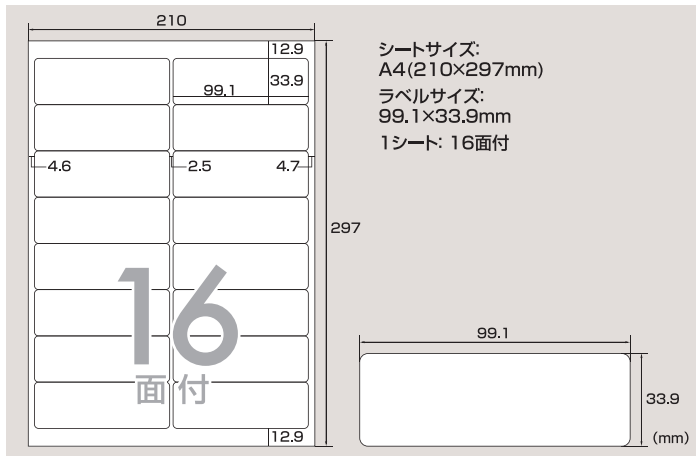 210
12.9
33.9
99.1
4.6
2.5
4.7
297
16
面付
12.9
シートサイズ:
A4(210×297mm)
ラベルサイズ:
99.1×33.9mm
1シート: 16面付
99.1
33.9
(mm)